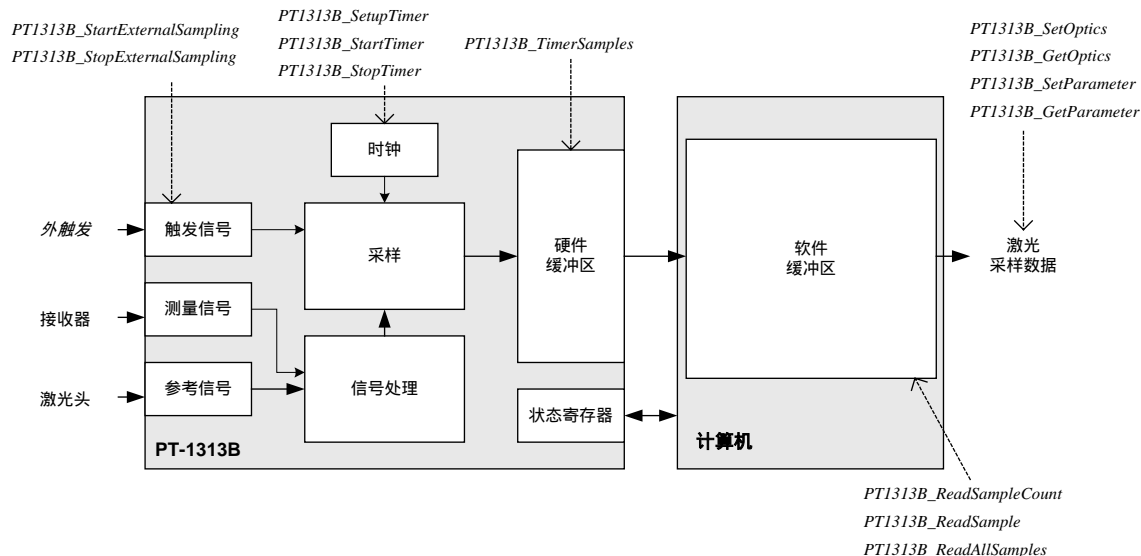 PT1313B_StartExternalSampling
PT1313B_StopExternalSampling
PT1313B_SetupTimer
PT1313B_StartTimer
PT1313B_StopTimer
PT1313B_TimerSamples
PT1313B_SetOptics
PT1313B_GetOptics
PT1313B_SetParameter
PT1313B_GetParameter
时钟
外触发
触发信号
采样
硬件
缓冲区
软件
缓冲区
激光
采样数据
接收器
测量信号
激光头
参考信号
信号处理
状态寄存器
PT-1313B
计算机
PT1313B_ReadSampleCount
PT1313B_ReadSample
PT1313B_ReadAllSamples